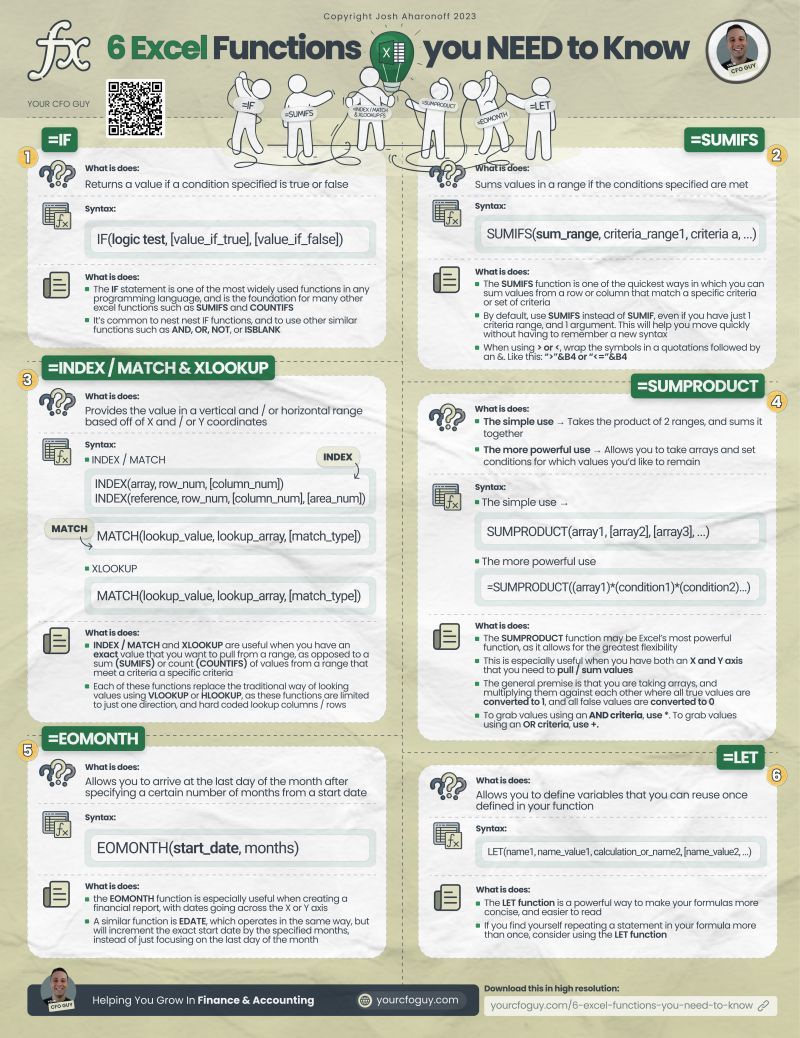 Copyright Josh Aharonoff 2023
fx
6 Excel Functions you NEED to Know
CFO GUY
YOUR CFO GUY
=IF
=SUMIFS
=INDEX/MATCH
& XLOOKUP/FS
=SUMPRODUCT
=EOMONTH
=LET
1
=IF
What is does:
Returns a value if a condition specified is true or false
Syntax:
IF(logic test, [value_if_true], [value_if_false])
What is does:
The IF statement is one of the most widely used functions in any
programming language, and is the foundation for many other
excel functions such as SUMIFS and COUNTIFS
It's common to nest nest IF functions, and to use other similar
functions such as AND, OR, NOT, or ISBLANK
=SUMIFS
2
What is does:
Sums values in a range if the conditions specified are met
Syntax:
SUMIFS(sum_range, criteria_range1, criteria a, ...)
What is does:
The SUMIFS function is one of the quickest ways in which you can
sum values from a row or column that match a specific criteria
or set of criteria
By default, use SUMIFS instead of SUMIF, even if you have just 1
criteria range, and 1 argument. This will help you move quickly
without having to remember a new syntax
When using > or <, wrap the symbols in a quotations followed by
an &. Like this: “>”&B4 or “<=”&B4
3
=INDEX / MATCH & XLOOKUP
What is does:
Provides the value in a vertical and / or horizontal range
based off of X and / or Y coordinates
Syntax:
INDEX / MATCH
INDEX
INDEX(array, row_num, [column_num])
INDEX(reference, row_num, [column_num], [area_num])
MATCH
MATCH(lookup_value, lookup_array, [match_type])
XLOOKUP
MATCH(lookup_value, lookup_array, [match_type])
What is does:
INDEX / MATCH and XLOOKUP are useful when you have an
exact value that you want to pull from a range, as opposed to a
sum (SUMIFS) or count (COUNTIFS) of values from a range that
meet a criteria a specific criteria
Each of these functions replace the traditional way of looking
values using VLOOKUP or HLOOKUP, as these functions are limited
to just one direction, and hard coded lookup columns / rows
=SUMPRODUCT
4
What is does:
The simple use → Takes the product of 2 ranges, and sums it
together
The more powerful use → Allows you to take arrays and set
conditions for which values you'd like to remain
Syntax:
The simple use →
SUMPRODUCT(array1, [array2], [array3], ...)
The more powerful use
=SUMPRODUCT((array1)*(condition1)*(condition2)...)
What is does:
The SUMPRODUCT function may be Excel's most powerful
function, as it allows for the greatest flexibility
This is especially useful when you have both an X and Y axis
that you need to pull / sum values
The general premise is that you are taking arrays, and
multiplying them against each other where all true values are
converted to 1, and all false values are converted to 0
To grab values using an AND criteria, use *. To grab values
using an OR criteria, use +.
5
=EOMONTH
What is does:
Allows you to arrive at the last day of the month after
specifying a certain number of months from a start date
Syntax:
EOMONTH(start_date, months)
What is does:
the EOMONTH function is especially useful when creating a
financial report, with dates going across the X or Y axis
A similar function is EDATE, which operates in the same way, but
will increment the exact start date by the specified months,
instead of just focusing on the last day of the month
=LET
6
What is does:
Allows you to define variables that you can reuse once
defined in your function
Syntax:
LET(name1, name_value1, calculation_or_name2, [name_value2, ...)
What is does:
The LET function is a powerful way to make your formulas more
concise, and easier to read
If you find yourself repeating a statement in your formula more
than once, consider using the LET function
CFO GUY
Helping You Grow In Finance & Accounting
yourcfoguy.com
Download this in high resolution:
yourcfoguy.com/6-excel-functions-you-need-to-know